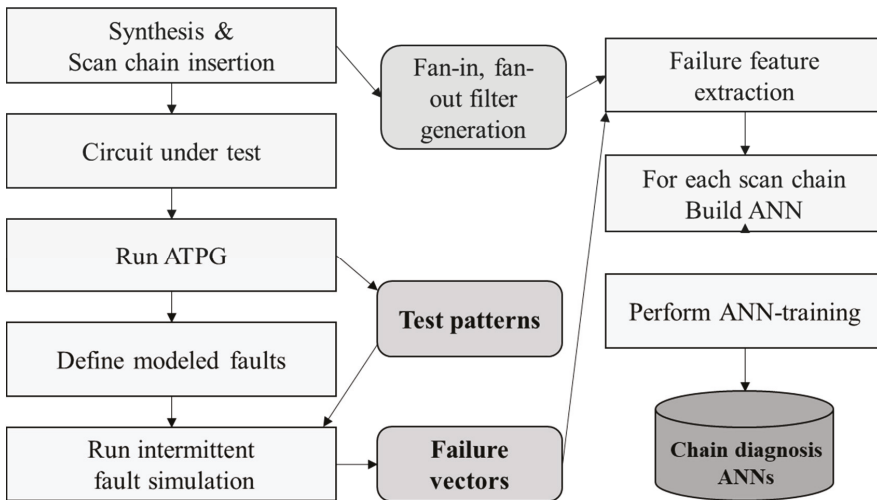 Synthesis &
Scan chain insertion
Circuit under test
Run ATPG
Define modeled faults
Run intermittent
fault simulation
Fan-in, fan-
out filter
generation
Test patterns
Failure
vectors
Failure feature
extraction
For each scan chain
Build ANN
Perform ANN-training
Chain diagnosis
ANNs